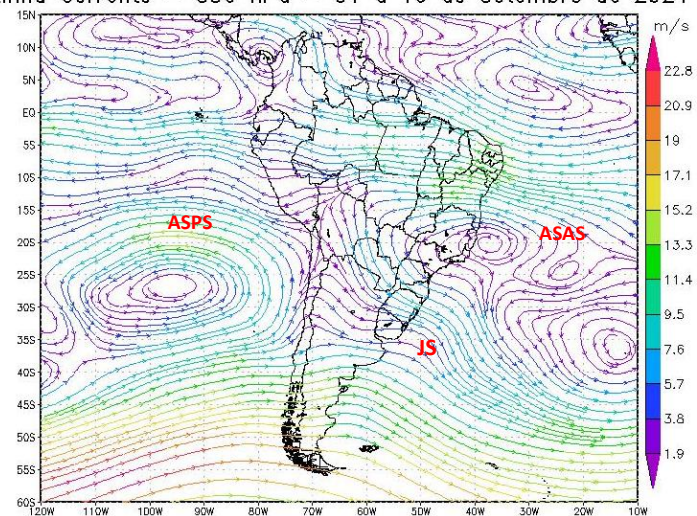 15N
10N
5N
EQ
5S
10S
15S
20S
25S
30S
35S
40S
45S
50S
55S
60S
120W 110W 100W 90W 80W 70W 60W 50W 40W 30W 20W 10W
ASPS
ASAS
JS
m/s
22.8
20.9
19
17.1
15.2
13.3
11.4
9.5
7.6
5.7
3.8
1.9